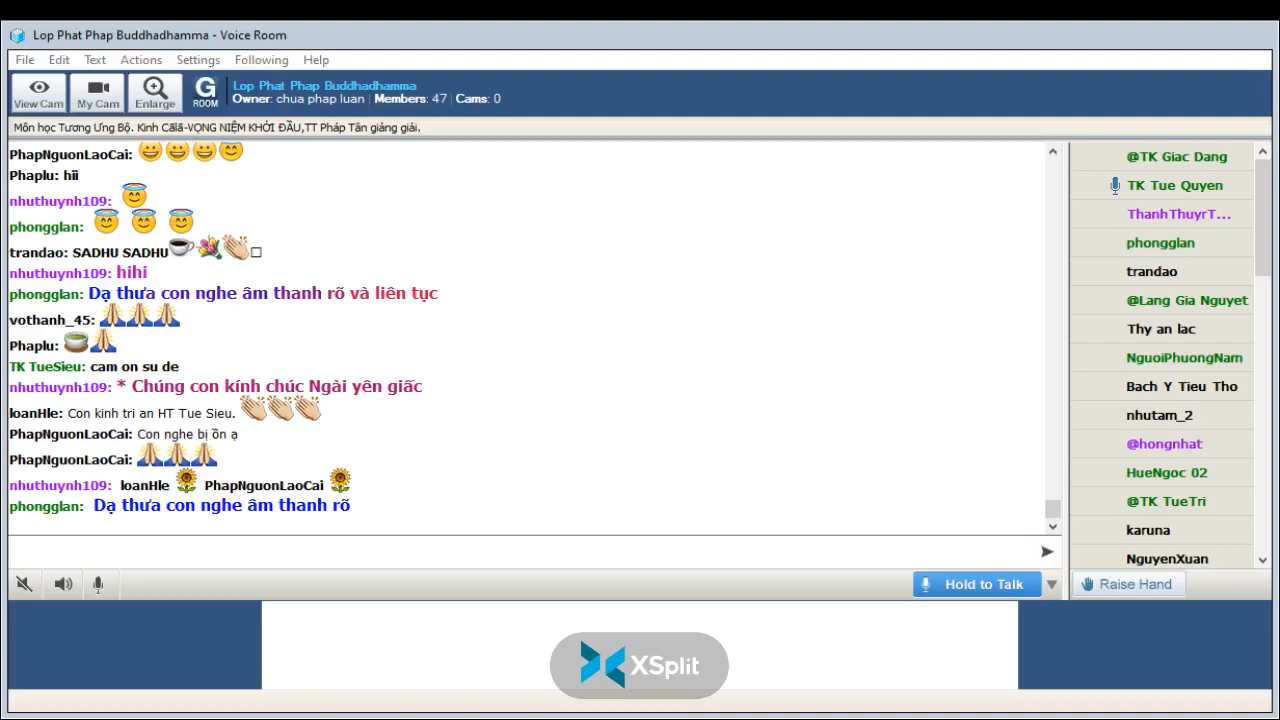 Lop Phat Phap Buddhadhamma - Voice Room
File Edit Text Actions Settings Following Help
View Cam My Cam Enlarge G ROOM
Lop Phat Phap Buddhadhamma
Owner: chua phap luan | Members: 47 | Cams: 0
Môn học Tương Ưng Bộ. Kinh Cālā-VỌNG NIỆM KHỞI ĐẦU,TT Pháp Tân giảng giải.
PhapNguonLaoCai:
Phaplu: hii
nhuthuynh109:
phongglan:
trandao: SADHU SADHU
nhuthuynh109: hihi
phongglan: Dạ thưa con nghe âm thanh rõ và liên tục
vothanh_45:
Phaplu:
TK TueSieu: cam on su de
nhuthuynh109: * Chúng con kính chúc Ngài yên giấc
loanHle: Con kinh tri an HT Tue Sieu.
PhapNguonLaoCai: Con nghe bị ồn ạ
PhapNguonLaoCai:
nhuthuynh109: loanHle PhapNguonLaoCai
phongglan: Dạ thưa con nghe âm thanh rõ
@TK Giac Dang
TK Tue Quyen
ThanhThuyrT...
phongglan
trandao
@Lang Gia Nguyet
Thy an lac
NguoiPhuongNam
Bach Y Tieu Tho
nhutam_2
@hongnhat
HueNgoc 02
@TK TueTri
karuna
NguyenXuan
Hold to Talk
Raise Hand
XSplit